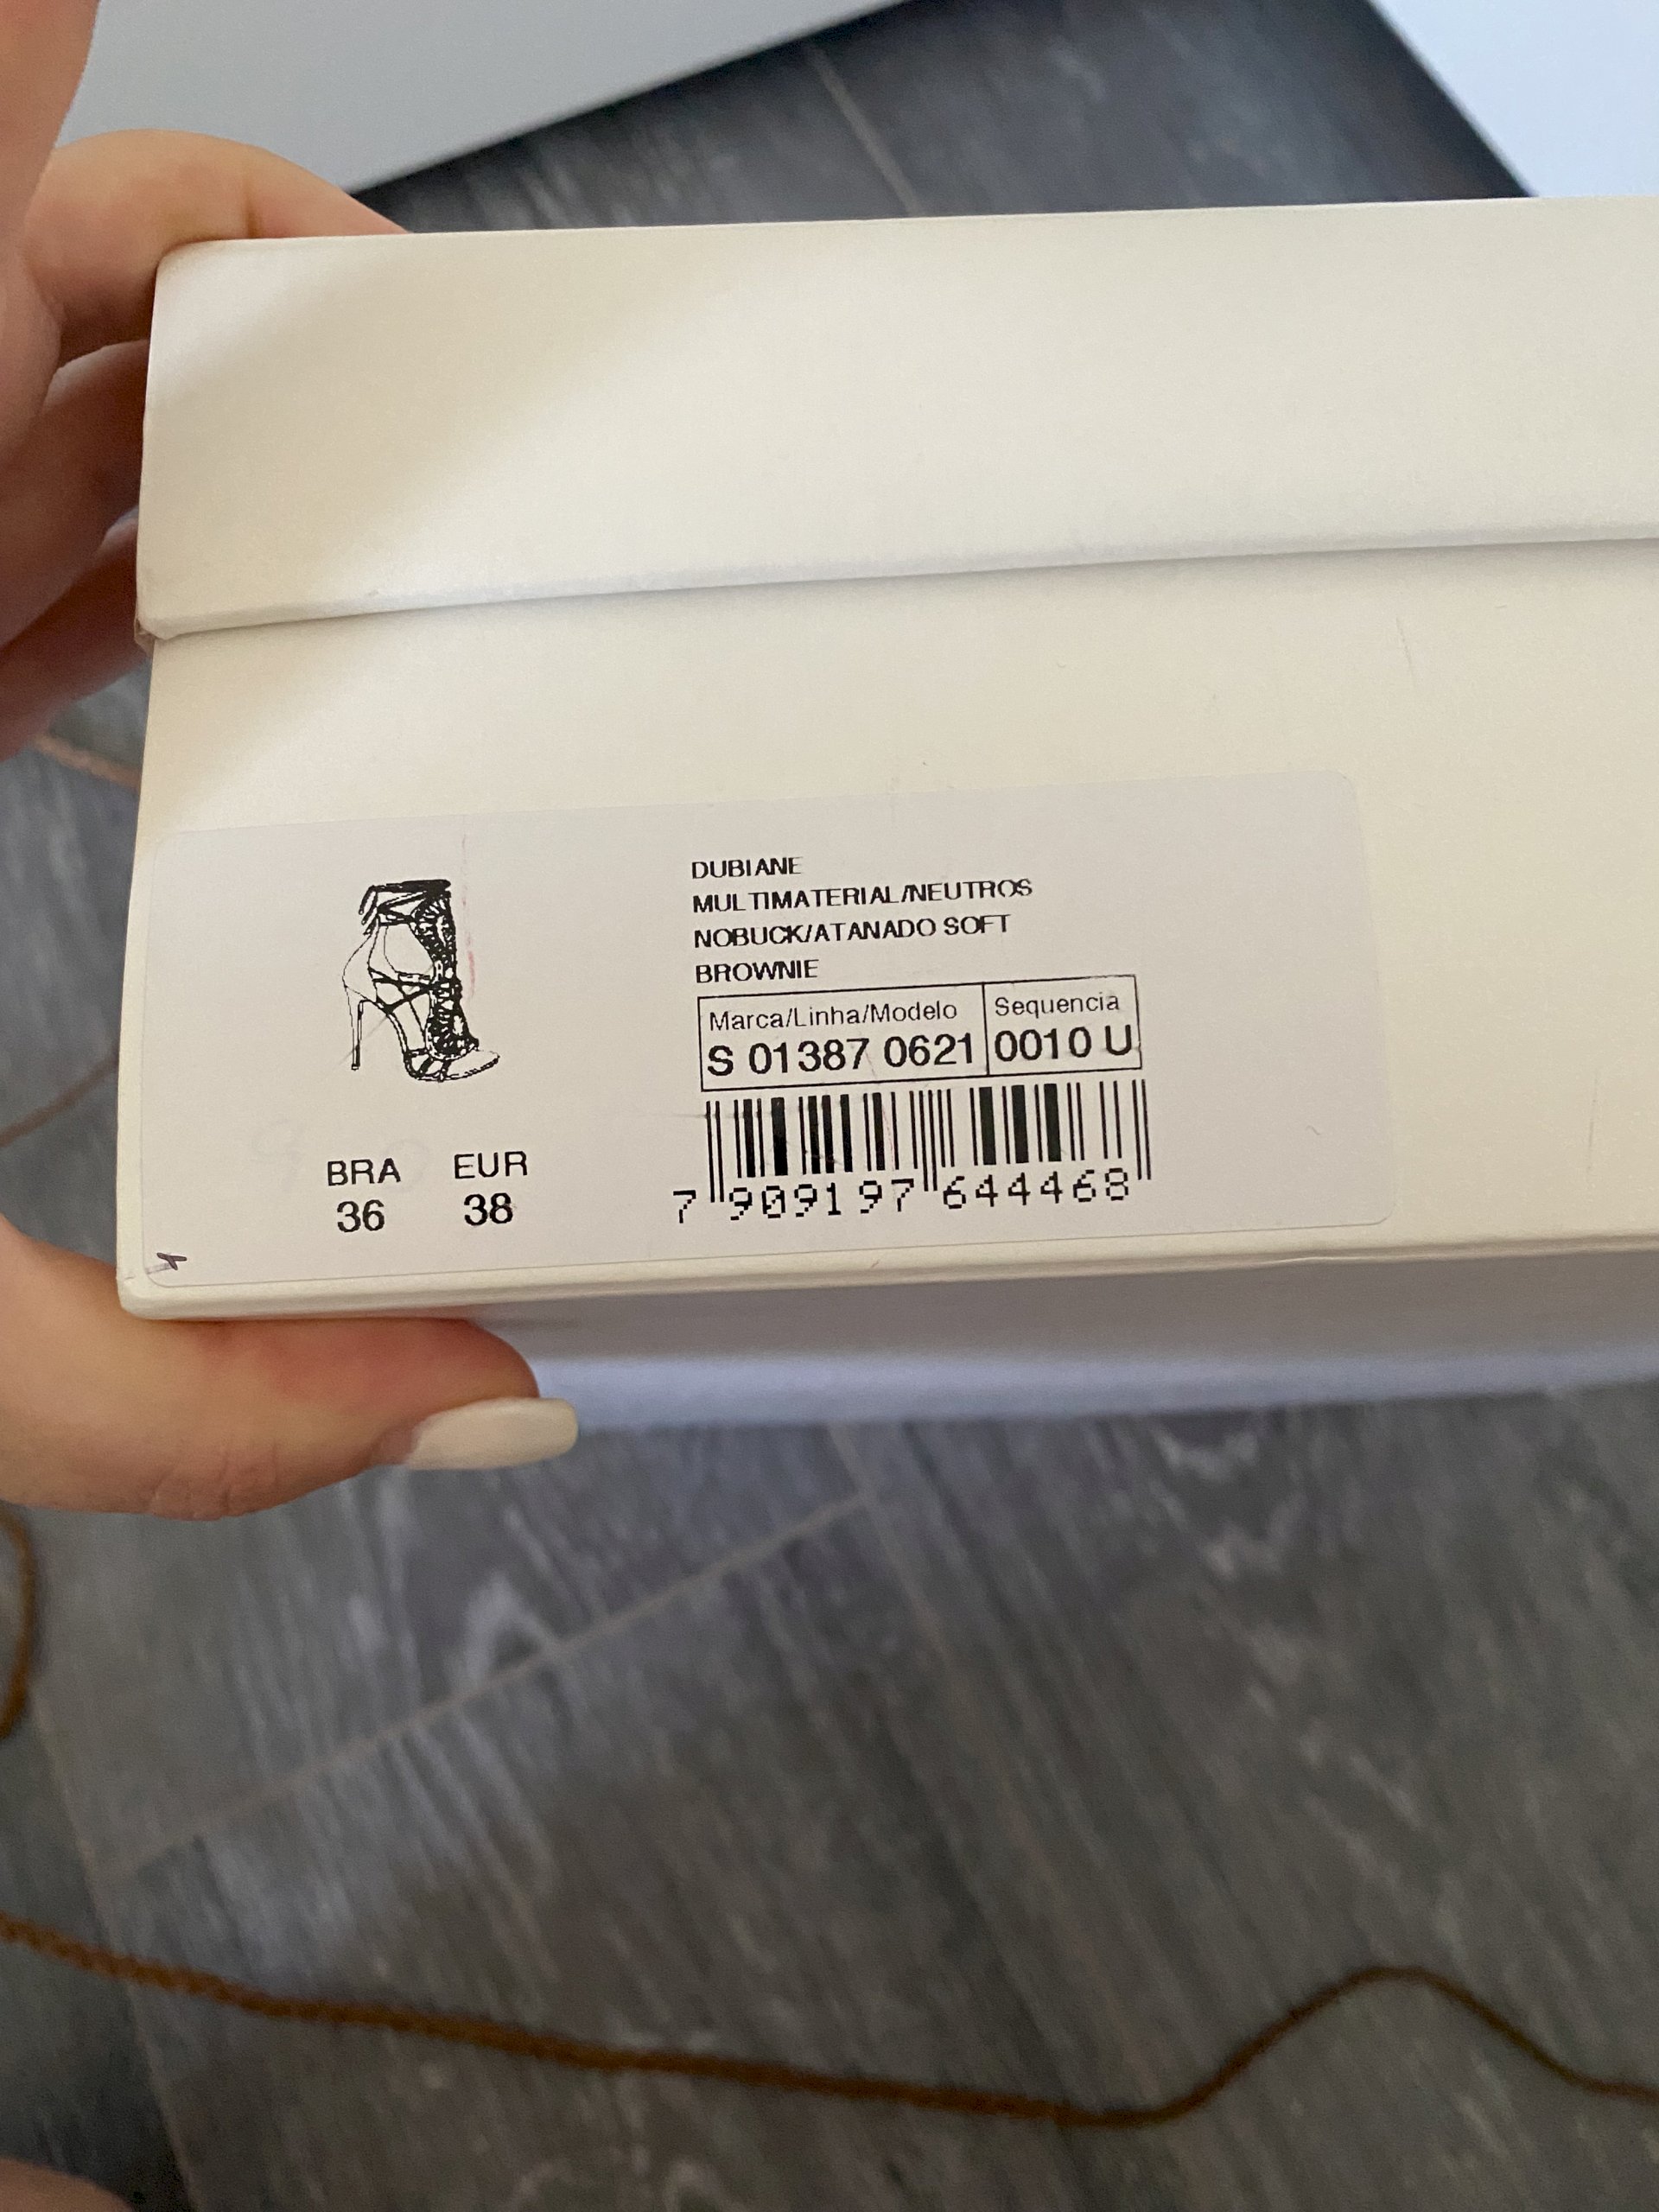 DUBIANE
MULTIMATERIAL/NEUTROS
NOBUCK/ATANADO SOFT
BROWNIE
Marca/Linha/Modelo Sequencia
S 01387 0621 0010 U
BRA EUR
36 38
7 909197 644468